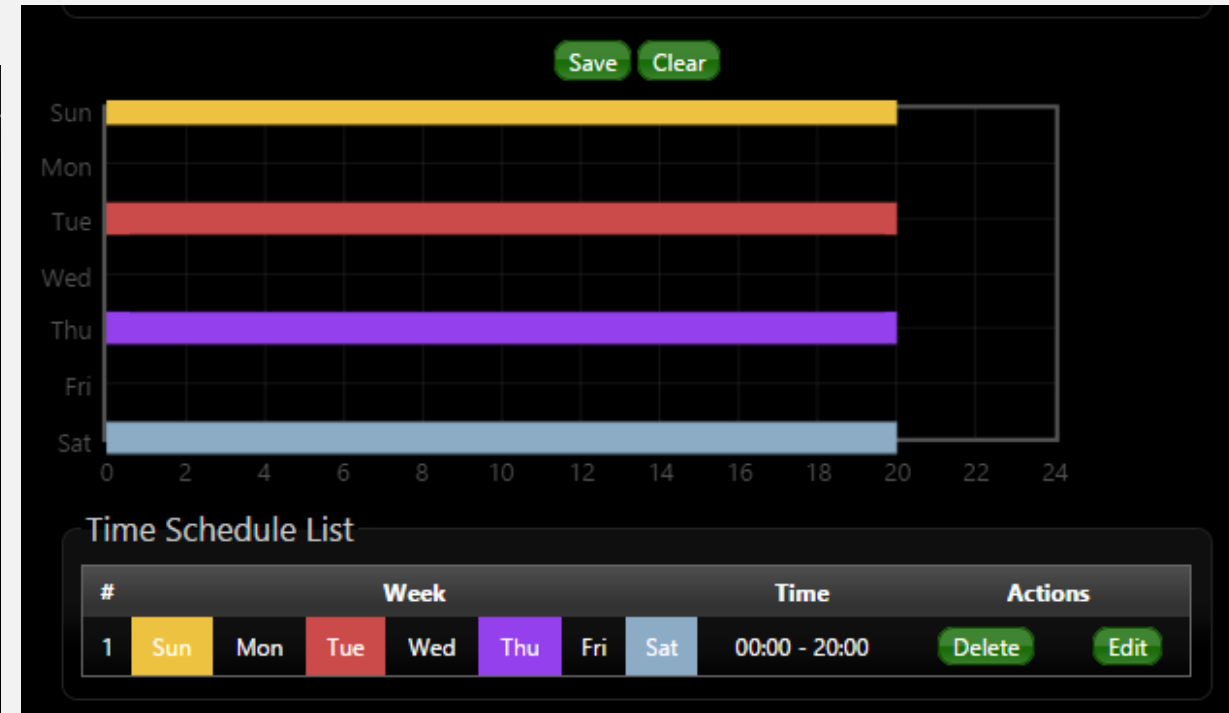 Save Clear
Sun
Mon
Tue
Wed
Thu
Fri
Sat
0 2 4 6 8 10 12 14 16 18 20 22 24
Time Schedule List
# Week Time Actions
1 Sun Mon Tue Wed Thu Fri Sat 00:00 - 20:00 Delete Edit